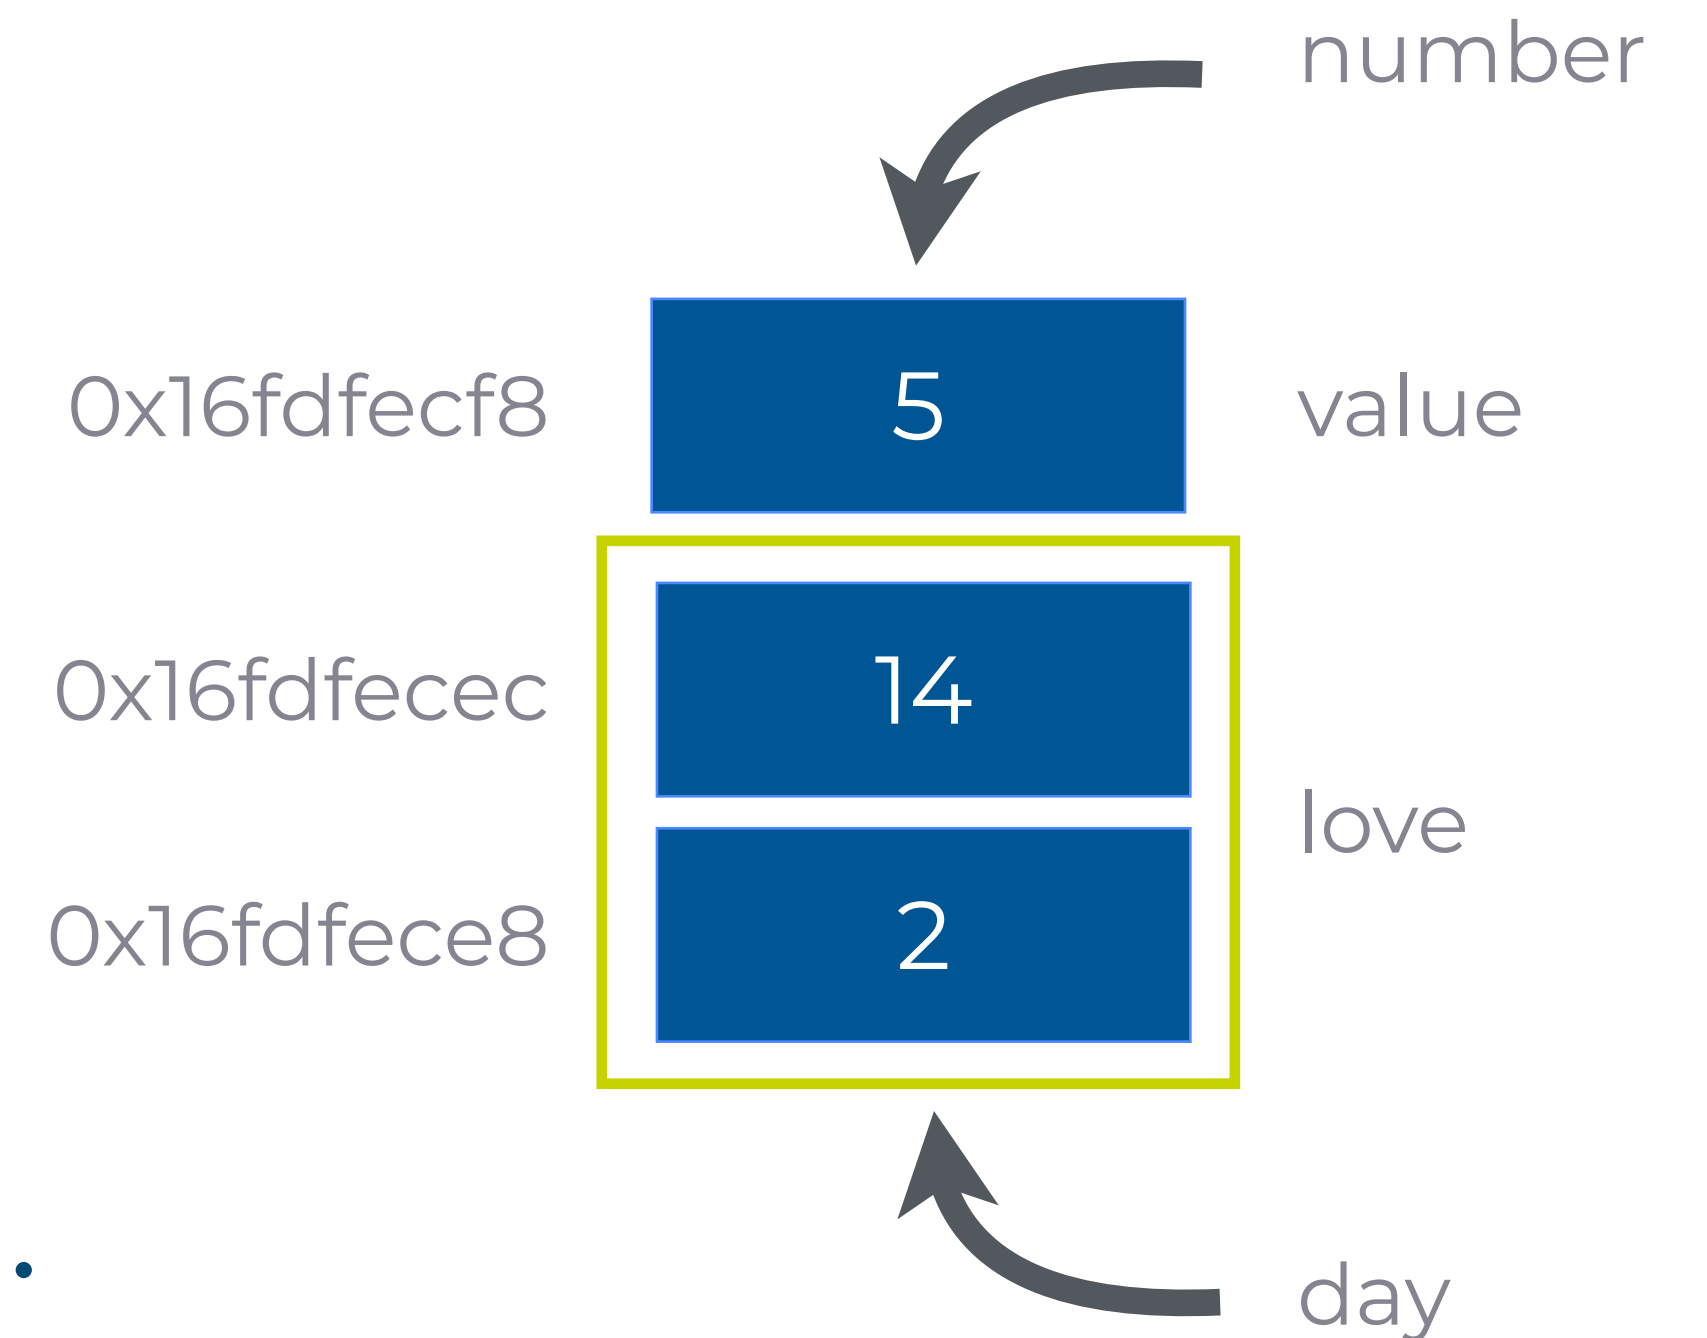 number
0x16fdfecf8 5 value
0x16fdfecec 14
love
0x16fdfece8 2
day